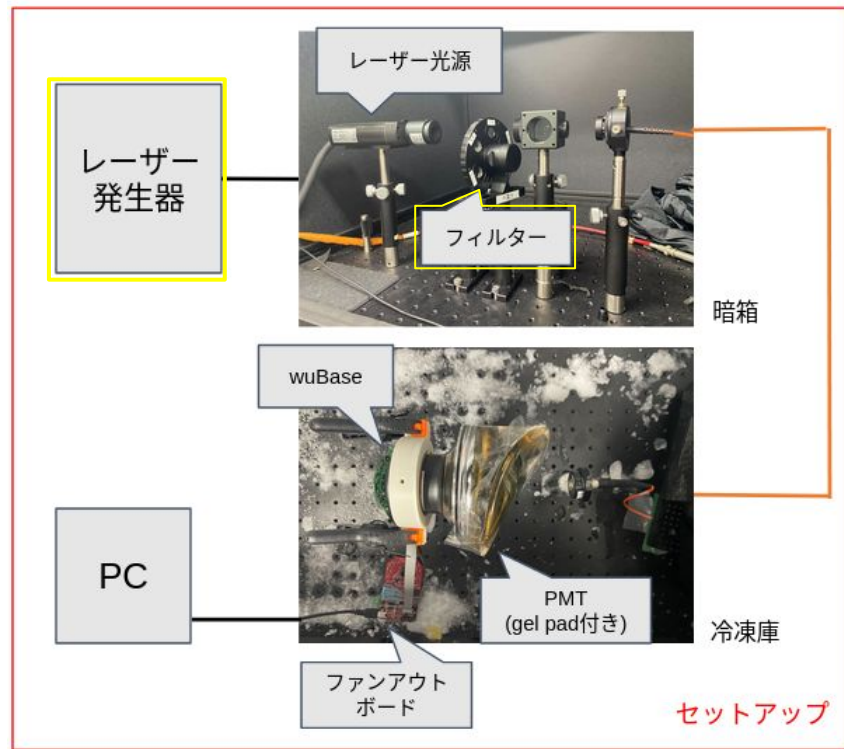 レーザー光源
レーザー
発生器
フィルター
暗箱
wuBase
PC
PMT
(gel pad付き)
冷凍庫
ファンアウト
ボード
セットアップ